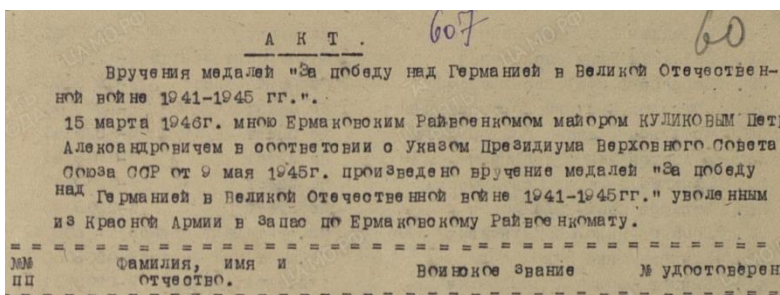 607
60
А К Т .
Вручения медалей "За победу над Германией в Великой Отечествен-
ной войне 1941-1945 гг.".
15 марта 1946г. мною Ермаковским Райвоенкомом майором КУЛИКОВЫМ Пет
Александровичем в соответсвии с Указом Президиума Верховного Совета
Союза ССР от 9 мая 1945г. произведено вручение медалей "За победу
над Германией в Великой Отечественной войне 1941-1945гг." уволенным
из Красной Армии в Запас по Ермаковскому Райвоенкомату.
№№ Фамилия, имя и Воинское Звание № удостоверен
пп отчество.